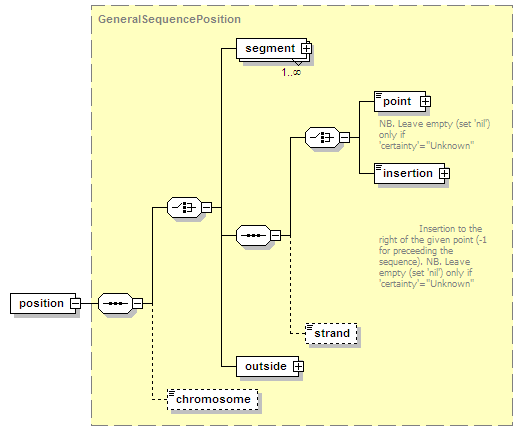 GeneralSequencePosition
segment
1..∞
point
NB. Leave empty (set 'nil')
only if
'certainty'="Unknown"
insertion
Insertion to the
right of the given point (-1
for preceeding the
sequence). NB. Leave
empty (set 'nil') only if
'certainty'="Unknown"
position
strand
outside
chromosome